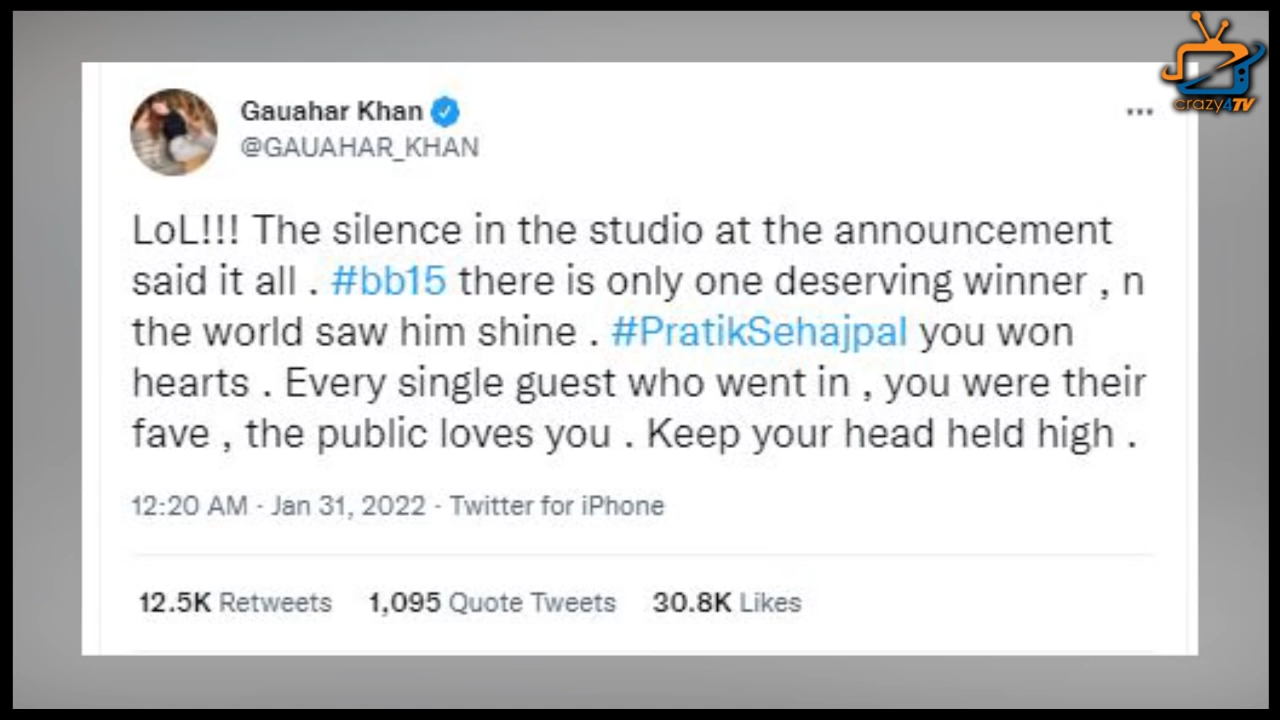 crazy4TV
Gauahar Khan
@GAUAHAR_KHAN
LoL!!! The silence in the studio at the announcement
said it all . #bb15 there is only one deserving winner , n
the world saw him shine . #PratikSehajpal you won
hearts . Every single guest who went in , you were their
fave , the public loves you . Keep your head held high .
12:20 AM · Jan 31, 2022 · Twitter for iPhone
12.5K Retweets 1,095 Quote Tweets 30.8K Likes